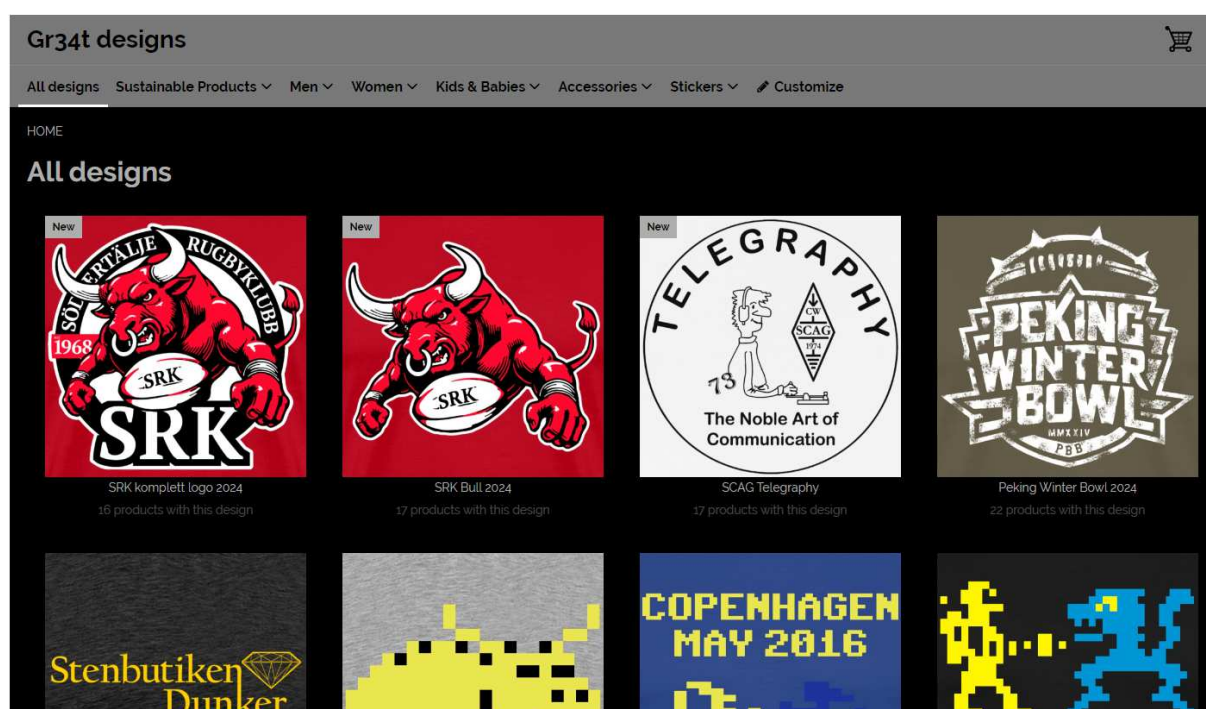 Gr34t designs
All designs Sustainable Products Men Women Kids & Babies Accessories Stickers Customize
HOME
All designs
New
SÖDERTÄLJE RUGBYKLUBB
1968
SRK
SRK
SRK komplett logo 2024
16 products with this design
New
SRK
SRK Bull 2024
17 products with this design
New
TELEGRAPHY
CW
SCAG
1974
73
The Noble Art of
Communication
SCAG Telegraphy
17 products with this design
PEKING
WINTER
BOWL
MMXXIV
PBB
Peking Winter Bowl 2024
22 products with this design
Stenbutiken
Dunker
COPENHAGEN
MAY 2016